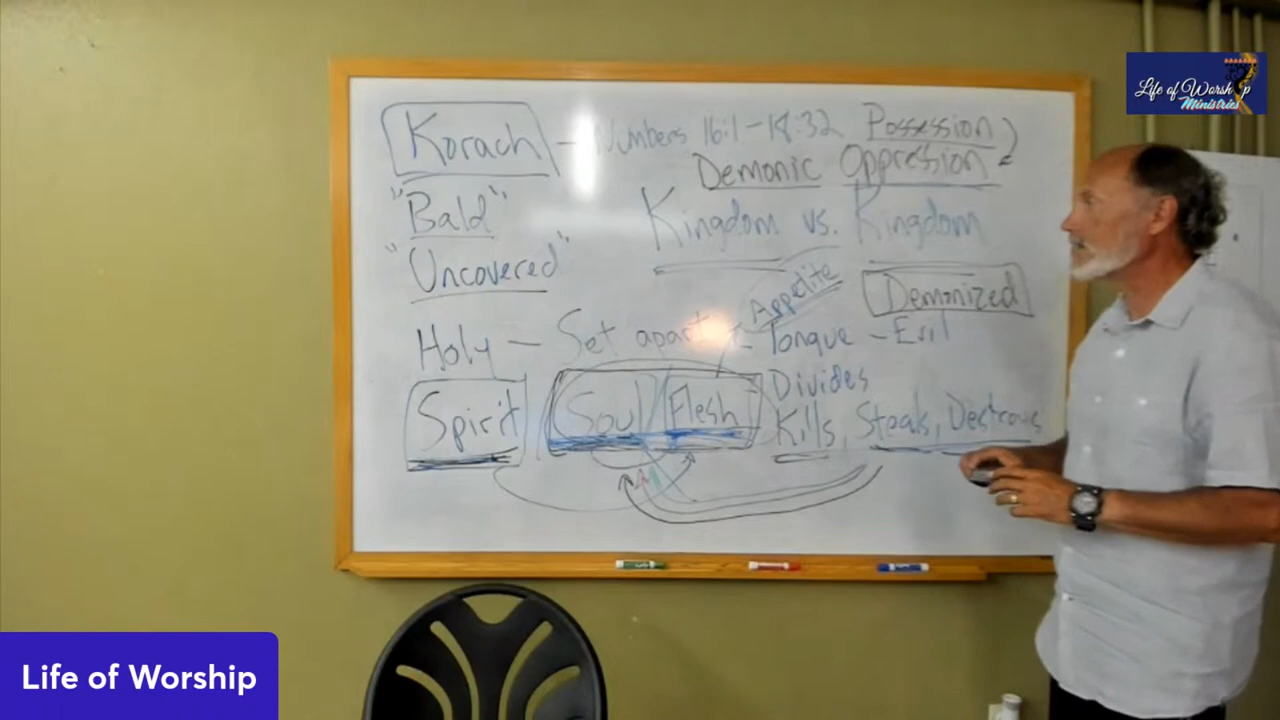 Korach - Numbers 16:1-18:32 Possession
Demonic Oppression
"Bald"
Kingdom vs. Kingdom
"Uncovered"
Appetite
Demonized
Holy - Set apart
Tongue - Evil
Spirit Soul/Flesh
Divides
Kills, Steals, Destroys
Life of Worship
Ministries
Life of Worship